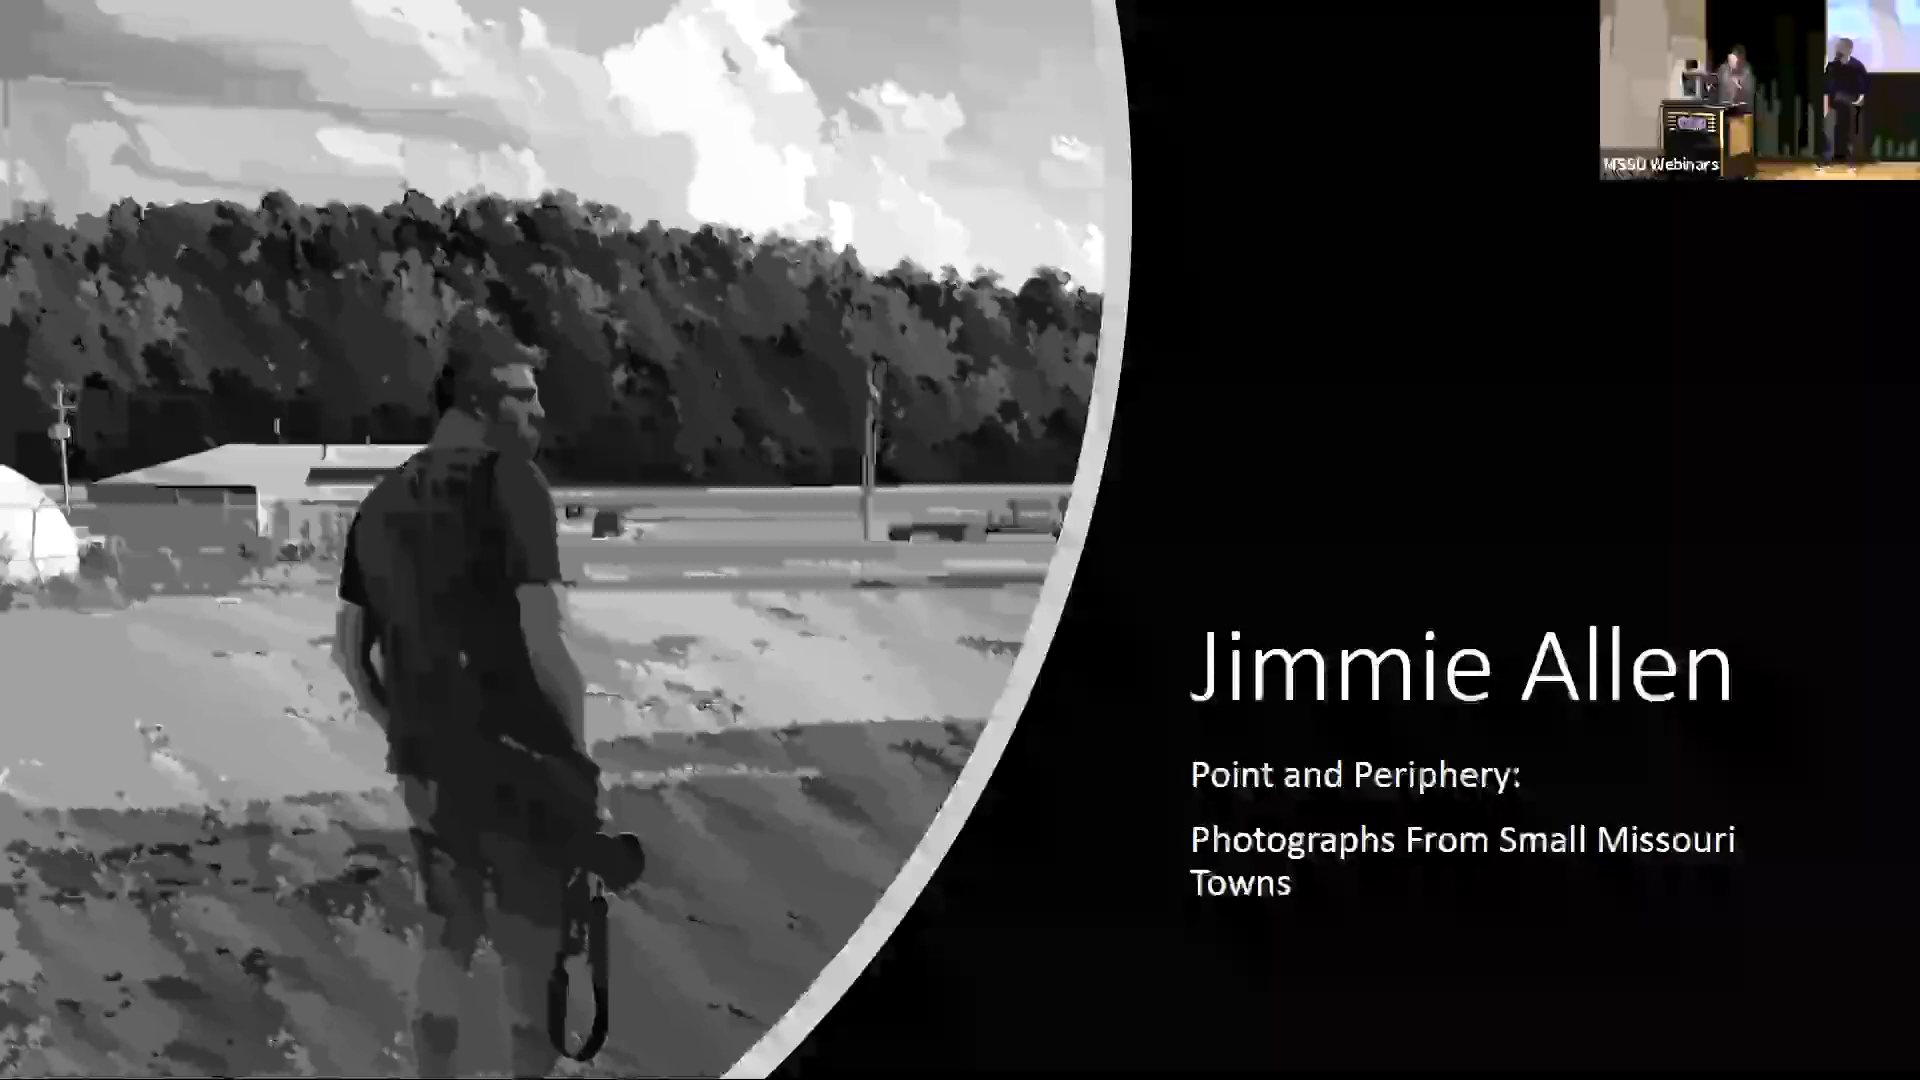 MSSU Webinars
Jimmie Allen
Point and Periphery:
Photographs From Small Missouri
Towns